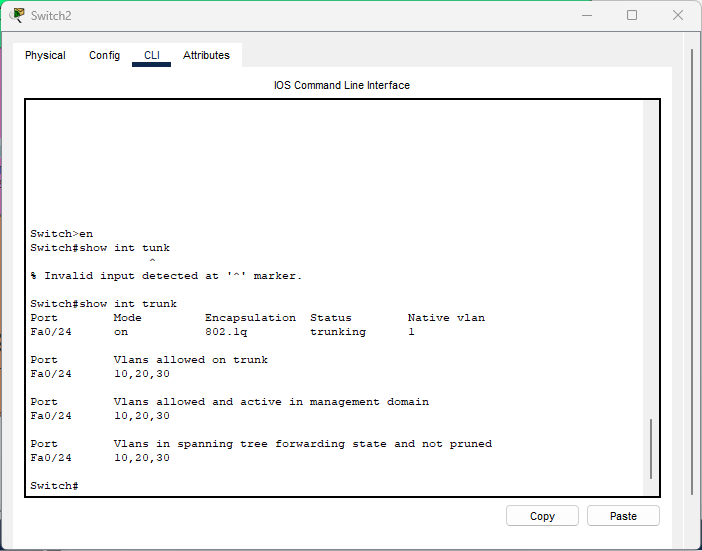 Switch2
Physical Config CLI Attributes
IOS Command Line Interface
Switch>en
Switch#show int tunk
^
% Invalid input detected at '^' marker.
Switch#show int trunk
Port Mode Encapsulation Status Native vlan
Fa0/24 on 802.1q trunking 1
Port Vlans allowed on trunk
Fa0/24 10,20,30
Port Vlans allowed and active in management domain
Fa0/24 10,20,30
Port Vlans in spanning tree forwarding state and not pruned
Fa0/24 10,20,30
Switch#
Copy Paste